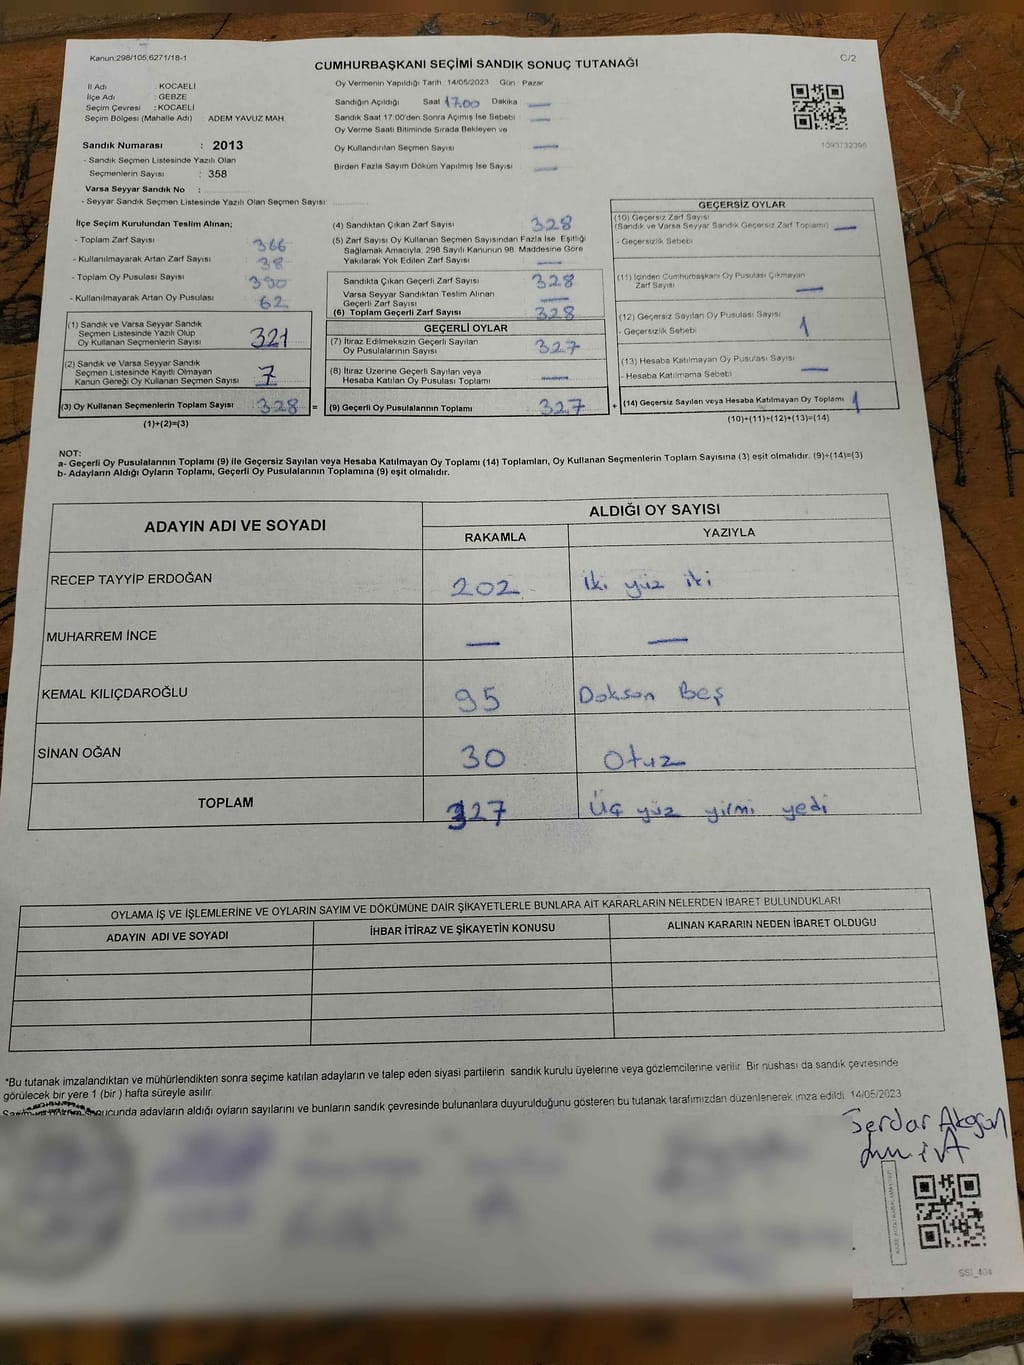 Kanun:298/105,6271/18-1
C/2
CUMHURBAŞKANI SEÇİMİ SANDIK SONUÇ TUTANAĞI
İl Adı : KOCAELİ
İlçe Adı : GEBZE
Seçim Çevresi : KOCAELİ
Seçim Bölgesi (Mahalle Adı) : ADEM YAVUZ MAH.
Oy Vermenin Yapıldığı Tarih :14/05/2023 Gün : Pazar
Sandığın Açıldığı Saat 17.00 Dakika —
Sandık Saat 17:00'den Sonra Açılmış İse Sebebi —
Oy Verme Saati Bitiminde Sırada Bekleyen ve
Oy Kullandırılan Seçmen Sayısı —
Birden Fazla Sayım Döküm Yapılmış İse Sayısı —
1093732396
Sandık Numarası : 2013
- Sandık Seçmen Listesinde Yazılı Olan
Seçmenlerin Sayısı : 358
Varsa Seyyar Sandık No :
- Seyyar Sandık Seçmen Listesinde Yazılı Olan Seçmen Sayısı:
İlçe Seçim Kurulundan Teslim Alınan;
- Toplam Zarf Sayısı 366
- Kullanılmayarak Artan Zarf Sayısı 38
- Toplam Oy Pusulası Sayısı 390
- Kullanılmayarak Artan Oy Pusulası 62
(1) Sandık ve Varsa Seyyar Sandık
Seçmen Listesinde Yazılı Olup
Oy Kullanan Seçmenlerin Sayısı 321
(2) Sandık ve Varsa Seyyar Sandık
Seçmen Listesinde Kayıtlı Olmayan
Kanun Gereği Oy Kullanan Seçmen Sayısı 7
(3) Oy Kullanan Seçmenlerin Toplam Sayısı 328 =
(1)+(2)=(3)
(4) Sandıktan Çıkan Zarf Sayısı 328
(5) Zarf Sayısı Oy Kullanan Seçmen Sayısından Fazla İse, Eşitliği
Sağlamak Amacıyla, 298 Sayılı Kanunun 98. Maddesine Göre
Yakılarak Yok Edilen Zarf Sayısı —
Sandıkta Çıkan Geçerli Zarf Sayısı 328
Varsa Seyyar Sandıktan Teslim Alınan
Geçerli Zarf Sayısı —
(6) Toplam Geçerli Zarf Sayısı 328
GEÇERLİ OYLAR
(7) İtiraz Edilmeksizin Geçerli Sayılan
Oy Pusulalarının Sayısı 327
(8) İtiraz Üzerine Geçerli Sayılan veya
Hesaba Katılan Oy Pusulası Toplamı —
(9) Geçerli Oy Pusulalarının Toplamı 327 +
GEÇERSİZ OYLAR
(10) Geçersiz Zarf Sayısı
(Sandık ve Varsa Seyyar Sandık Geçersiz Zarf Toplamı) —
- Geçersizlik Sebebi
(11) İçinden Cumhurbaşkanı Oy Pusulası Çıkmayan
Zarf Sayısı —
(12) Geçersiz Sayılan Oy Pusulası Sayısı 1
- Geçersizlik Sebebi
(13) Hesaba Katılmayan Oy Pusulası Sayısı
- Hesaba Katılmama Sebebi —
(14) Geçersiz Sayılan veya Hesaba Katılmayan Oy Toplamı 1
(10)+(11)+(12)+(13)=(14)
NOT:
a- Geçerli Oy Pusulalarının Toplamı (9) ile Geçersiz Sayılan veya Hesaba Katılmayan Oy Toplamı (14) Toplamları, Oy Kullanan Seçmenlerin Toplam Sayısına (3) eşit olmalıdır. (9)+(14)=(3)
b- Adayların Aldığı Oyların Toplamı, Geçerli Oy Pusulalarının Toplamına (9) eşit olmalıdır.
ADAYIN ADI VE SOYADI
ALDIĞI OY SAYISI
RAKAMLA YAZIYLA
RECEP TAYYİP ERDOĞAN 202 iki yüz iki
MUHARREM İNCE — —
KEMAL KILIÇDAROĞLU 95 Doksan Beş
SİNAN OĞAN 30 Otuz
TOPLAM 327 Üç yüz yirmi yedi
OYLAMA İŞ VE İŞLEMLERİNE VE OYLARIN SAYIM VE DÖKÜMÜNE DAİR ŞİKAYETLERLE BUNLARA AİT KARARLARIN NELERDEN İBARET BULUNDUKLARI
ADAYIN ADI VE SOYADI İHBAR İTİRAZ VE ŞİKAYETİN KONUSU ALINAN KARARIN NEDEN İBARET OLDUĞU
*Bu tutanak imzalandıktan ve mühürlendikten sonra seçime katılan adayların ve talep eden siyasi partilerin sandık kurulu üyelerine veya gözlemcilerine verilir. Bir nüshası da sandık çevresinde
görülecek bir yere 1 (bir ) hafta süreyle asılır.
adayların aldığı oyların sayılarını ve bunların sandık çevresinde bulunanlara duyurulduğunu gösteren bu tutanak tarafımızdan düzenlenerek imza edildi. 14/05/2023
Serdar Akgün
SSİ_404